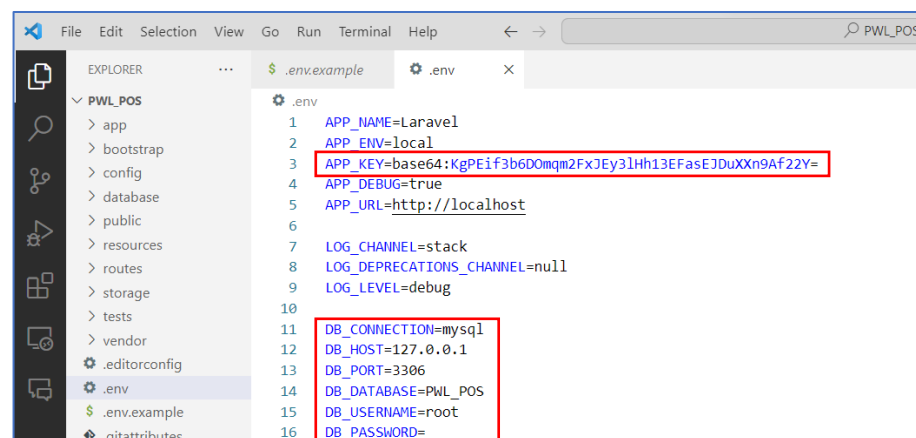 File Edit Selection View Go Run Terminal Help ← → PWL_POS
EXPLORER ...
PWL_POS
app
bootstrap
config
database
public
resources
routes
storage
tests
vendor
.editorconfig
.env
.env.example
.gitattributes
$ .env.example .env ×
.env
1 APP_NAME=Laravel
2 APP_ENV=local
3 APP_KEY=base64:KgPEif3b6DOmqm2FxJEy3lHh13EFasEJDuXXn9Af22Y=
4 APP_DEBUG=true
5 APP_URL=http://localhost
6
7 LOG_CHANNEL=stack
8 LOG_DEPRECATIONS_CHANNEL=null
9 LOG_LEVEL=debug
10
11 DB_CONNECTION=mysql
12 DB_HOST=127.0.0.1
13 DB_PORT=3306
14 DB_DATABASE=PWL_POS
15 DB_USERNAME=root
16 DB_PASSWORD=